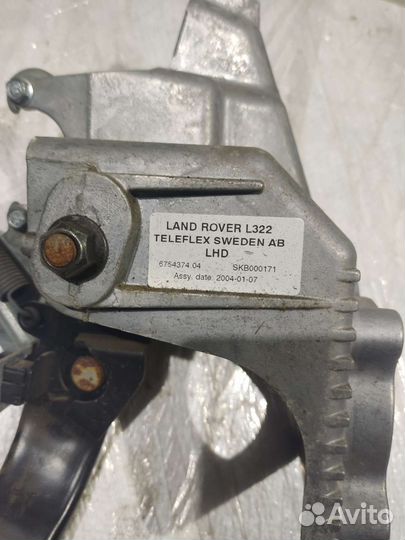 LAND ROVER L322
TELEFLEX SWEDEN AB
LHD
6754374 04 SKB000171
Assy. date: 2004-01-07
Avito